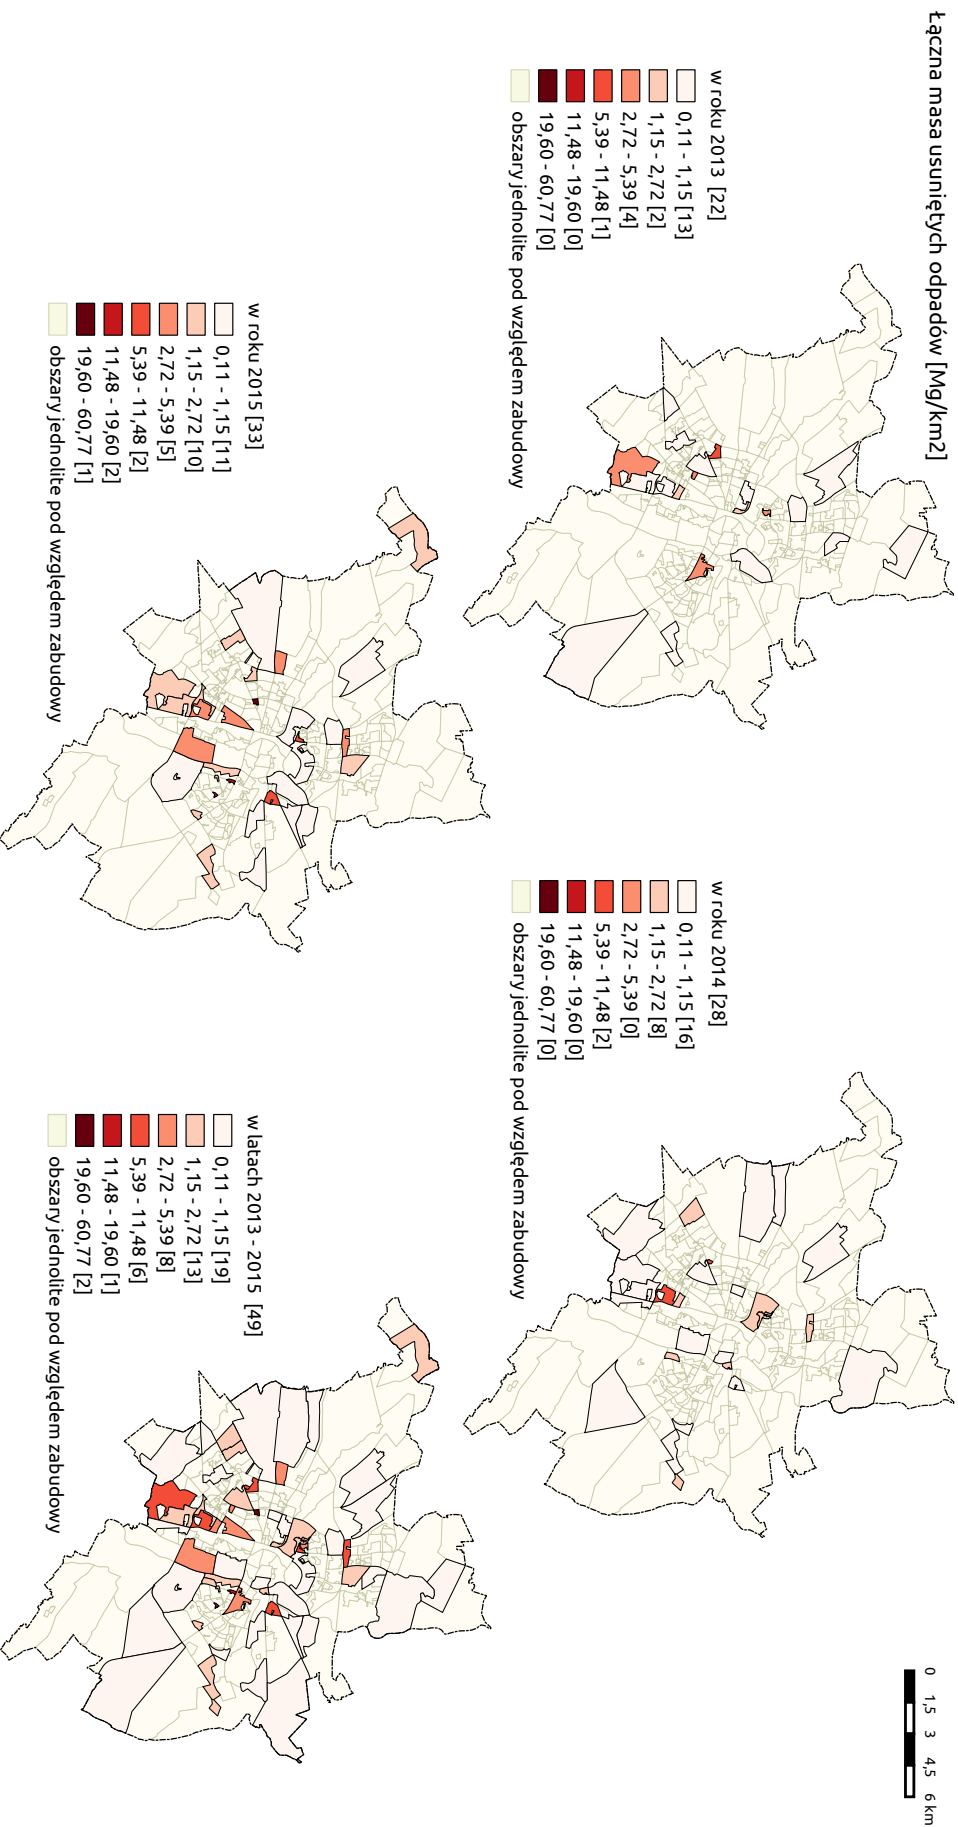 Łączna masa usuniętych odpadów [Mg/km2]
w roku 2013 [22]
0,11 - 1,15 [13]
1,15 - 2,72 [2]
2,72 - 5,39 [4]
5,39 - 11,48 [1]
11,48 - 19,60 [0]
19,60 - 60,77 [0]
obszary jednolite pod względem zabudowy
w roku 2014 [28]
0,11 - 1,15 [16]
1,15 - 2,72 [8]
2,72 - 5,39 [0]
5,39 - 11,48 [2]
11,48 - 19,60 [0]
19,60 - 60,77 [0]
obszary jednolite pod względem zabudowy
0 1,5 3 4,5 6 km
w roku 2015 [33]
0,11 - 1,15 [11]
1,15 - 2,72 [10]
2,72 - 5,39 [5]
5,39 - 11,48 [2]
11,48 - 19,60 [2]
19,60 - 60,77 [1]
obszary jednolite pod względem zabudowy
w latach 2013 - 2015 [49]
0,11 - 1,15 [19]
1,15 - 2,72 [13]
2,72 - 5,39 [8]
5,39 - 11,48 [6]
11,48 - 19,60 [1]
19,60 - 60,77 [2]
obszary jednolite pod względem zabudowy